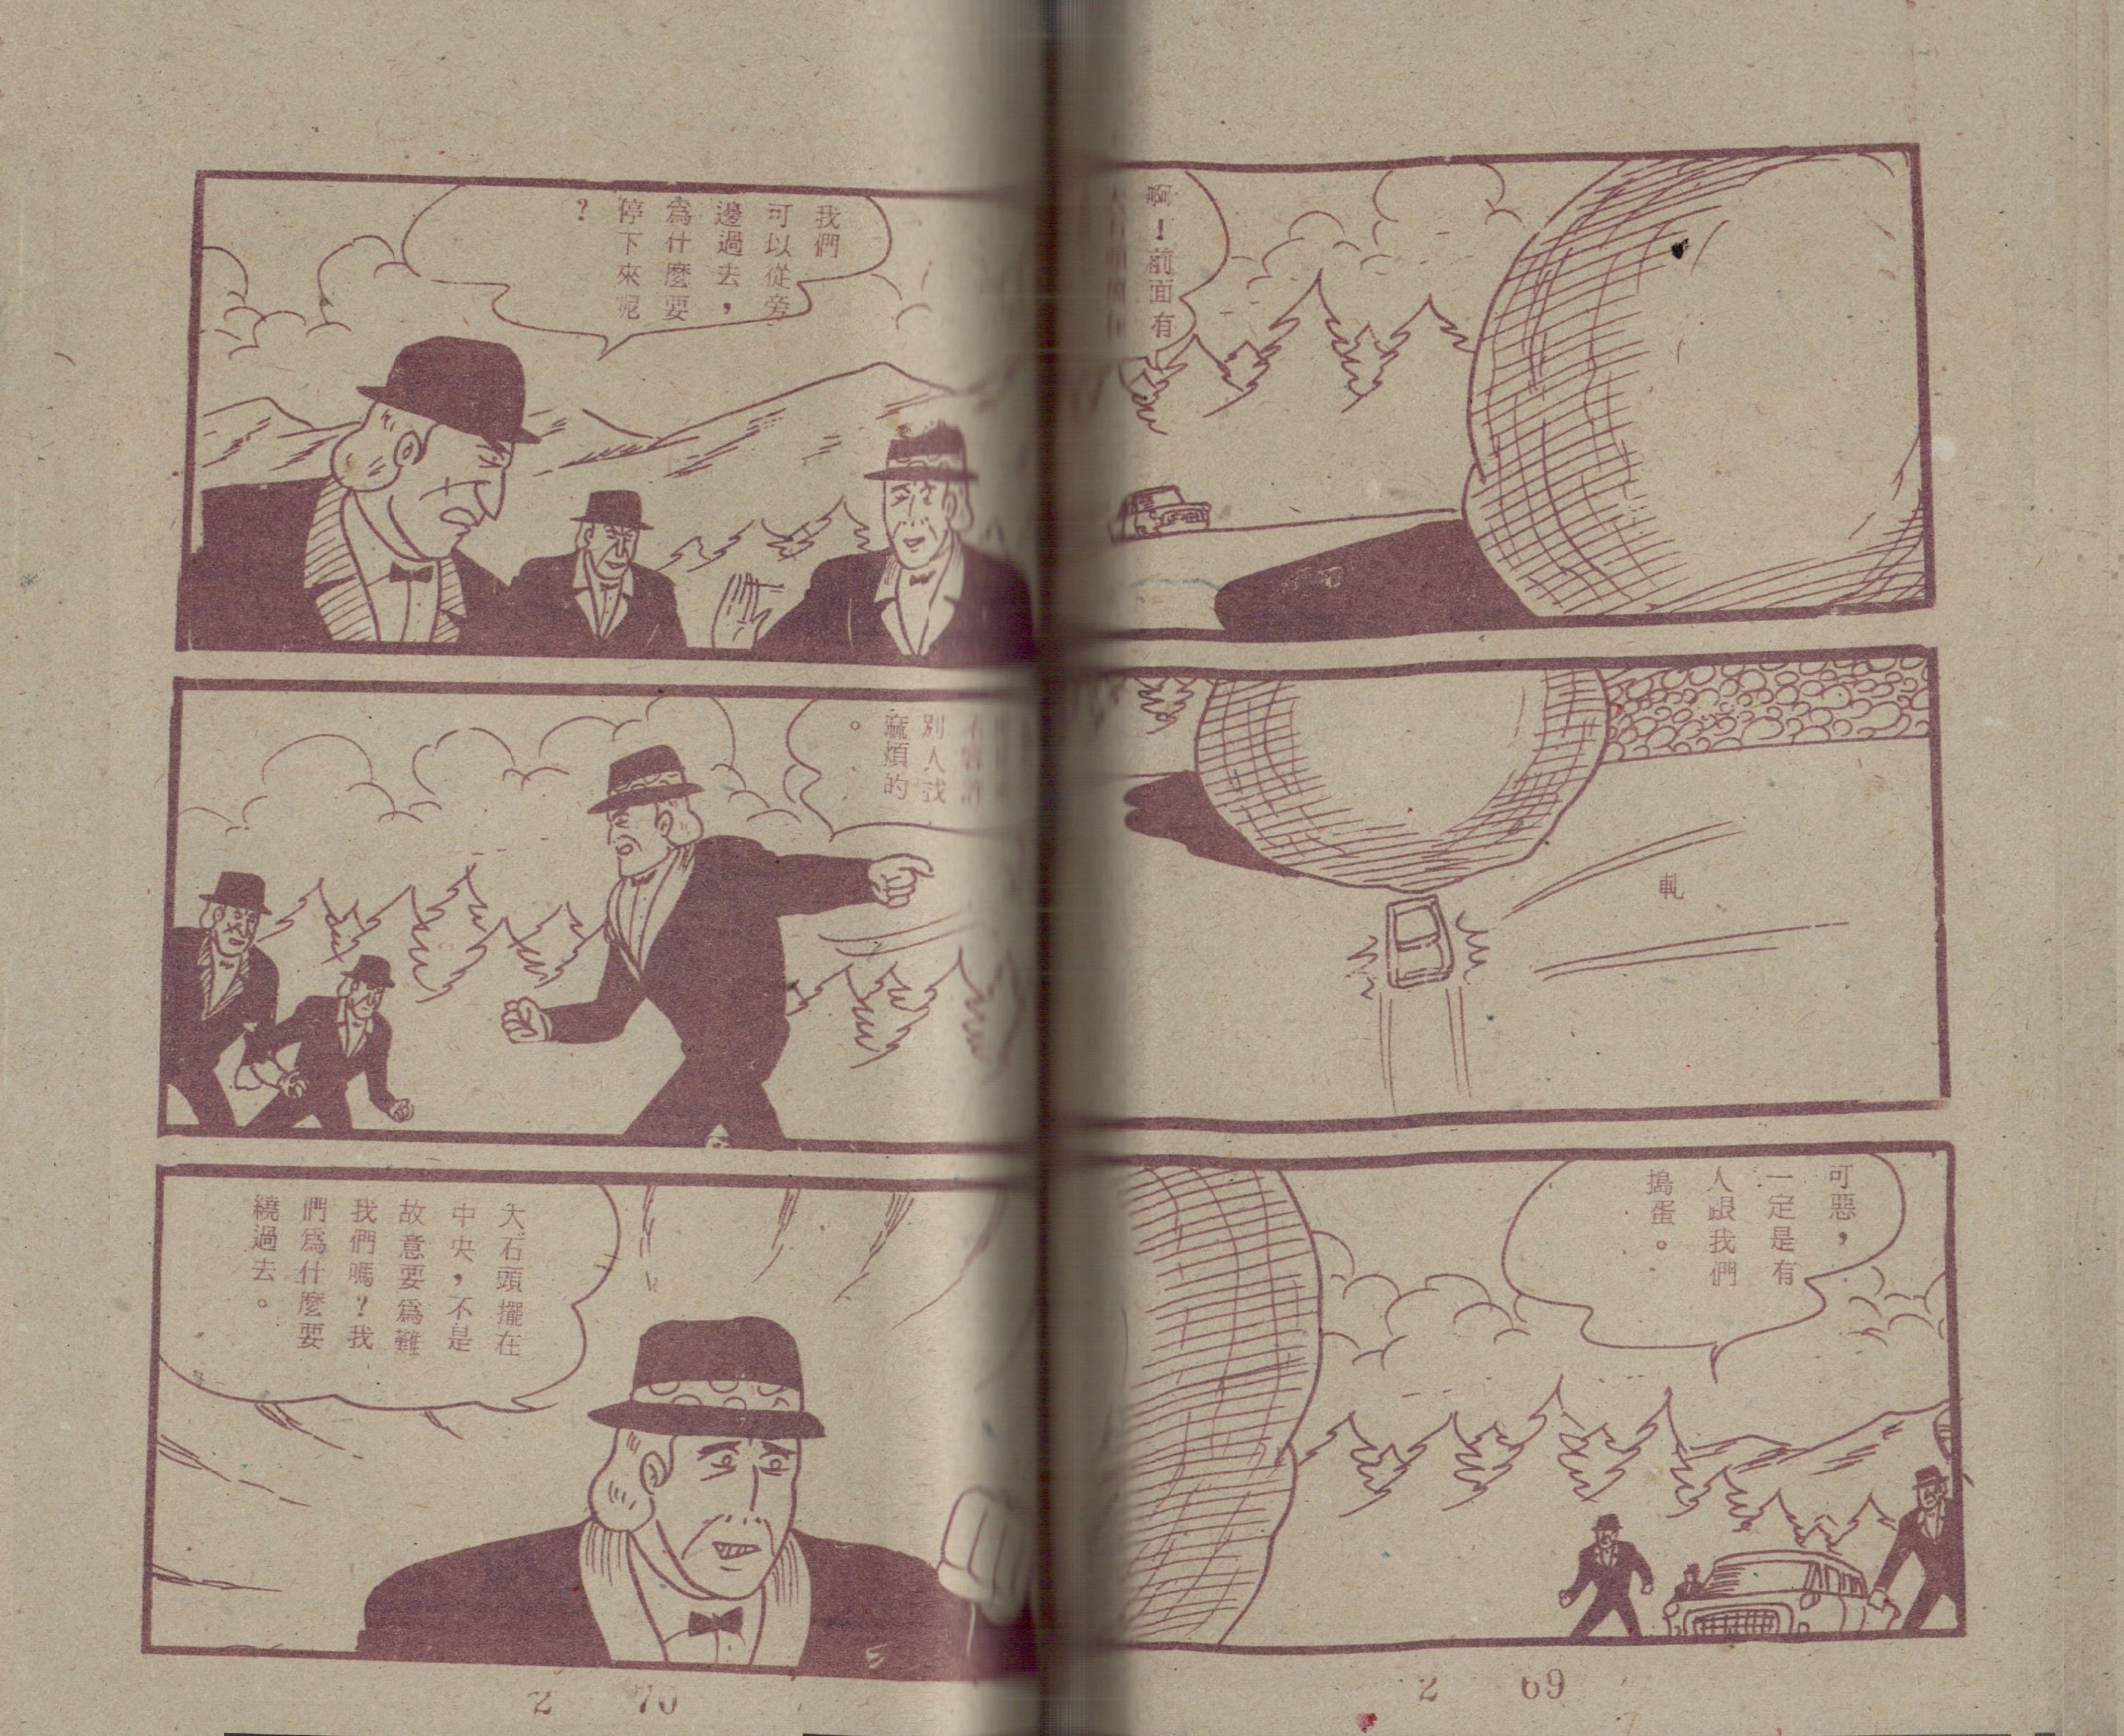 啊！前面有
軋
可惡，
一定是有
人跟我們
搗蛋。
2 69
我們
可以從旁
邊過去，
爲什麼要
停下來呢
？
別人找
麻煩的
。
大石頭擺在
中央，不是
故意要爲難
我們嗎？我
們爲什麼要
繞過去。
2 70